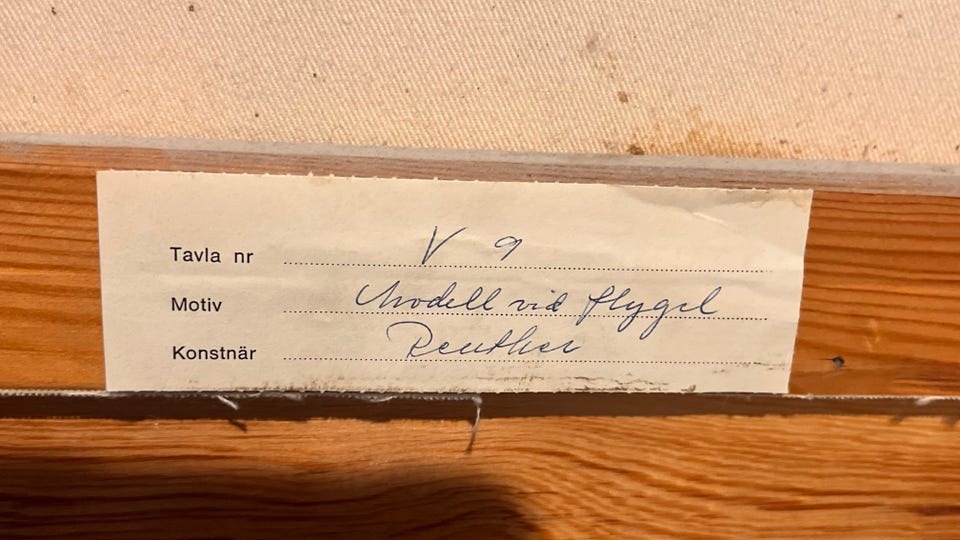 Tavla nr V 9
Motiv Modell vid flygel
Konstnär Reuther